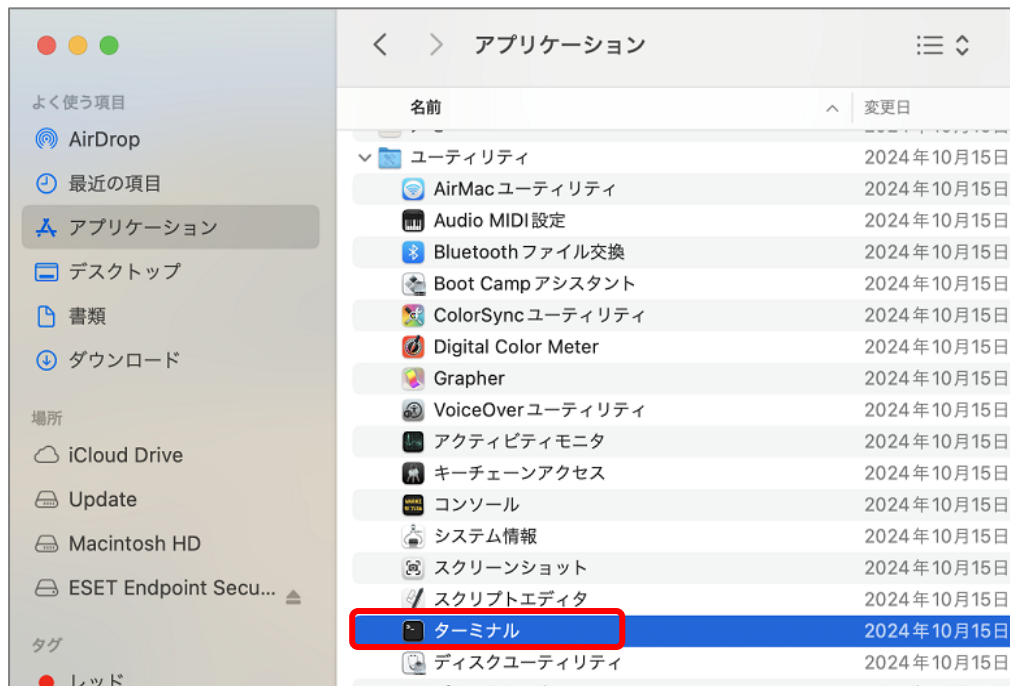 アプリケーション
よく使う項目
AirDrop
最近の項目
アプリケーション
デスクトップ
書類
ダウンロード
場所
iCloud Drive
Update
Macintosh HD
ESET Endpoint Secu...
タグ
レッド
名前 変更日
ユーティリティ 2024年10月15日
AirMacユーティリティ 2024年10月15日
Audio MIDI設定 2024年10月15日
Bluetoothファイル交換 2024年10月15日
Boot Campアシスタント 2024年10月15日
ColorSyncユーティリティ 2024年10月15日
Digital Color Meter 2024年10月15日
Grapher 2024年10月15日
VoiceOverユーティリティ 2024年10月15日
アクティビティモニタ 2024年10月15日
キーチェーンアクセス 2024年10月15日
コンソール 2024年10月15日
システム情報 2024年10月15日
スクリーンショット 2024年10月15日
スクリプトエディタ 2024年10月15日
ターミナル 2024年10月15日
ディスクユーティリティ 2024年10月15日